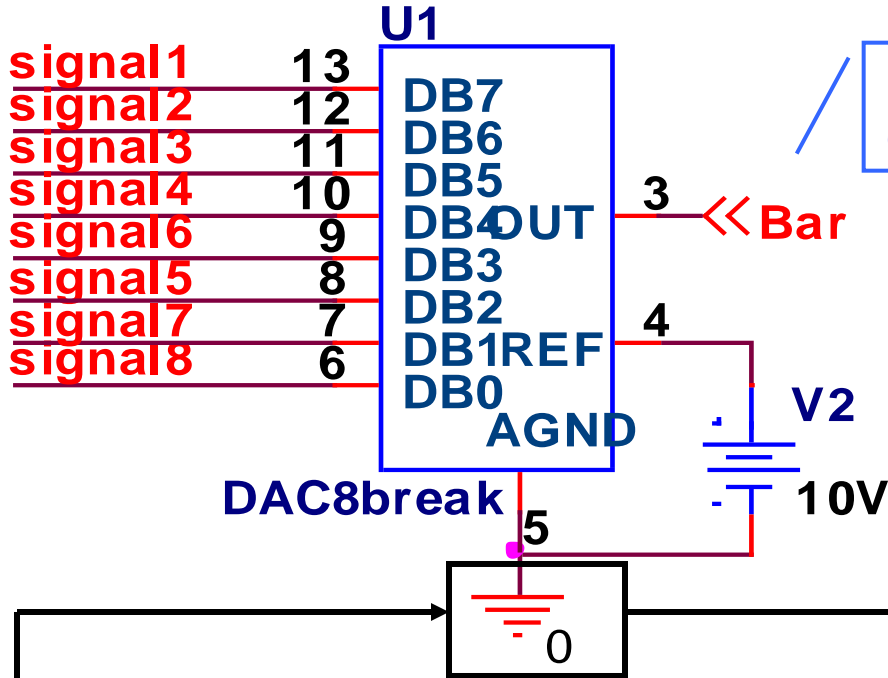 U1
signal1 13 DB7
signal2 12 DB6
signal3 11 DB5
signal4 10 DB4 OUT 3 Bar
signal6 9 DB3
signal5 8 DB2
signal7 7 DB1 REF 4
signal8 6 DB0
V2
AGND
DAC8break 10V
5
0